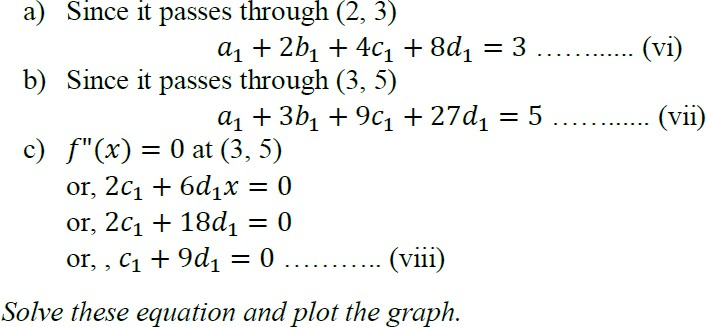 a) Since it passes through (2, 3)
a₁ + 2b₁ + 4c₁ + 8d₁ = 3 ............ (vi)
b) Since it passes through (3, 5)
a₁ + 3b₁ + 9c₁ + 27d₁ = 5 ............ (vii)
c) f"(x) = 0 at (3, 5)
or, 2c₁ + 6d₁x = 0
or, 2c₁ + 18d₁ = 0
or, , c₁ + 9d₁ = 0 ............ (viii)
Solve these equation and plot the graph.